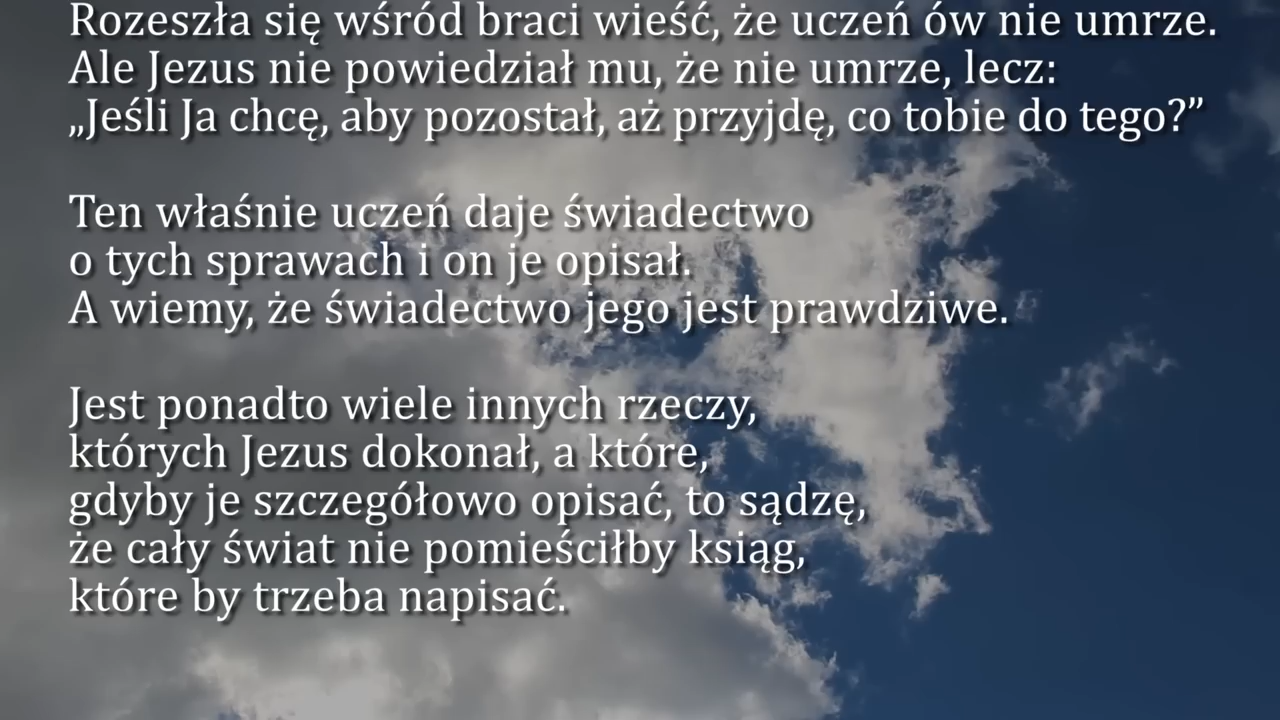 Rozeszła się wśród braci wieść, że uczeń ów nie umrze.
Ale Jezus nie powiedział mu, że nie umrze, lecz:
„Jeśli Ja chcę, aby pozostał, aż przyjdę, co tobie do tego?”
Ten właśnie uczeń daje świadectwo
o tych sprawach i on je opisał.
A wiemy, że świadectwo jego jest prawdziwe.
Jest ponadto wiele innych rzeczy,
których Jezus dokonał, a które,
gdyby je szczegółowo opisać, to sądzę,
że cały świat nie pomieściłby ksiąg,
które by trzeba napisać.